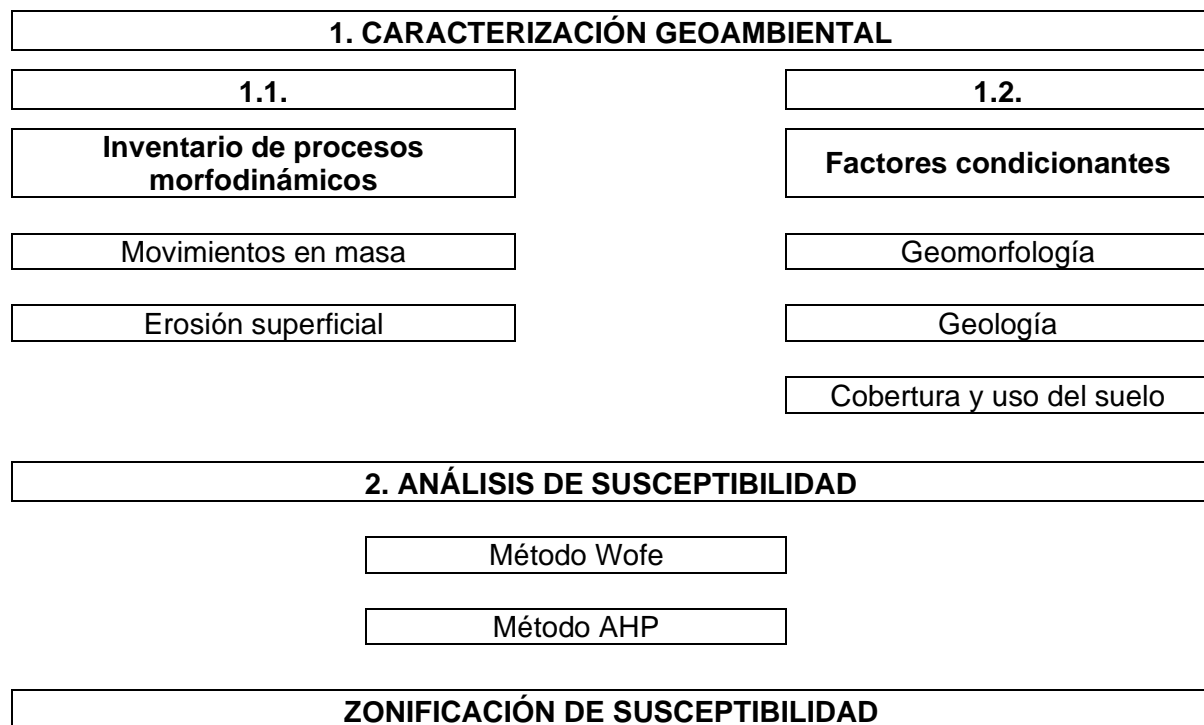 1. CARACTERIZACIÓN GEOAMBIENTAL
1.1.
Inventario de procesos
morfodinámicos
Movimientos en masa
Erosión superficial
1.2.
Factores condicionantes
Geomorfología
Geología
Cobertura y uso del suelo
2. ANÁLISIS DE SUSCEPTIBILIDAD
Método Wofe
Método AHP
ZONIFICACIÓN DE SUSCEPTIBILIDAD